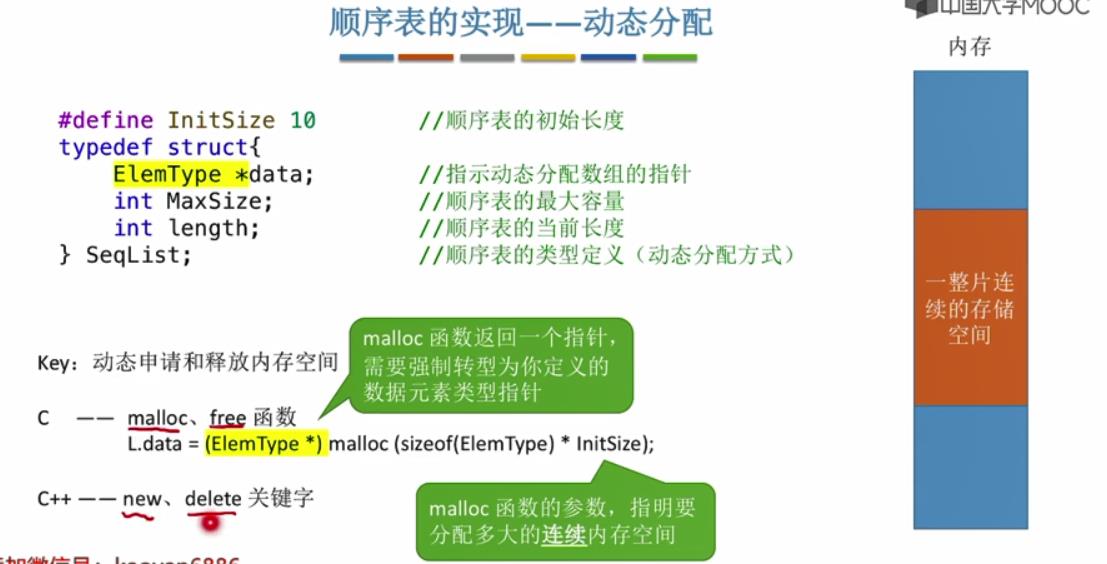 中国大学MOOC
顺序表的实现——动态分配
内存
#define InitSize 10 //顺序表的初始长度
typedef struct{
ElemType *data; //指示动态分配数组的指针
int MaxSize; //顺序表的最大容量
int length; //顺序表的当前长度
} SeqList; //顺序表的类型定义（动态分配方式）
一整片连
续的存储
空间
malloc 函数返回一个指针，
需要强制转型为你定义的
数据元素类型指针
Key：动态申请和释放内存空间
C —— malloc、free 函数
L.data = (ElemType *) malloc (sizeof(ElemType) * InitSize);
C++ —— new、delete 关键字
malloc 函数的参数，指明要
分配多大的连续内存空间